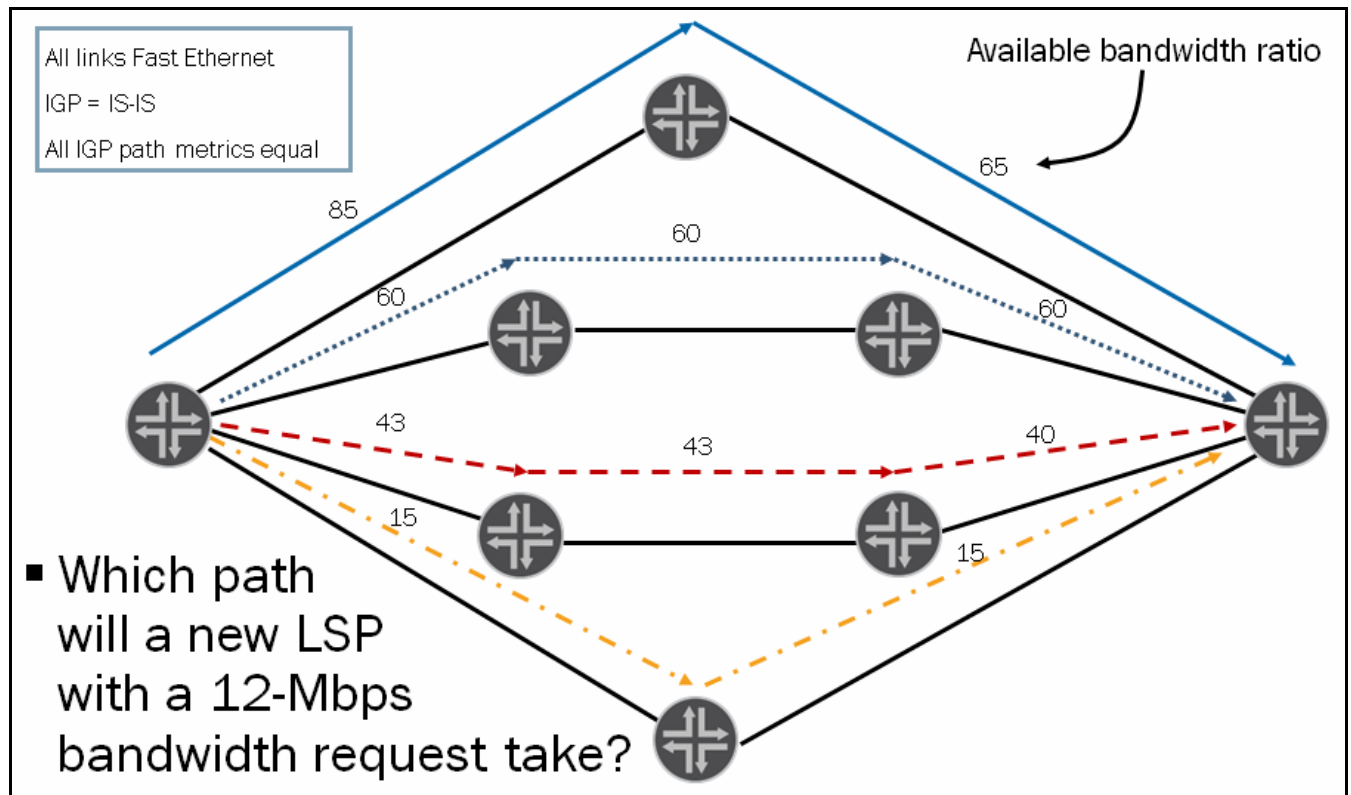 All links Fast Ethernet
IGP = IS-IS
All IGP path metrics equal
Available bandwidth ratio
85
65
60
60
60
43
43
40
15
15
▪ Which path
will a new LSP
with a 12-Mbps
bandwidth request take?